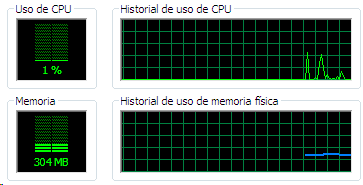 Uso de CPU
Historial de uso de CPU
1 %
Memoria
Historial de uso de memoria física
304 MB